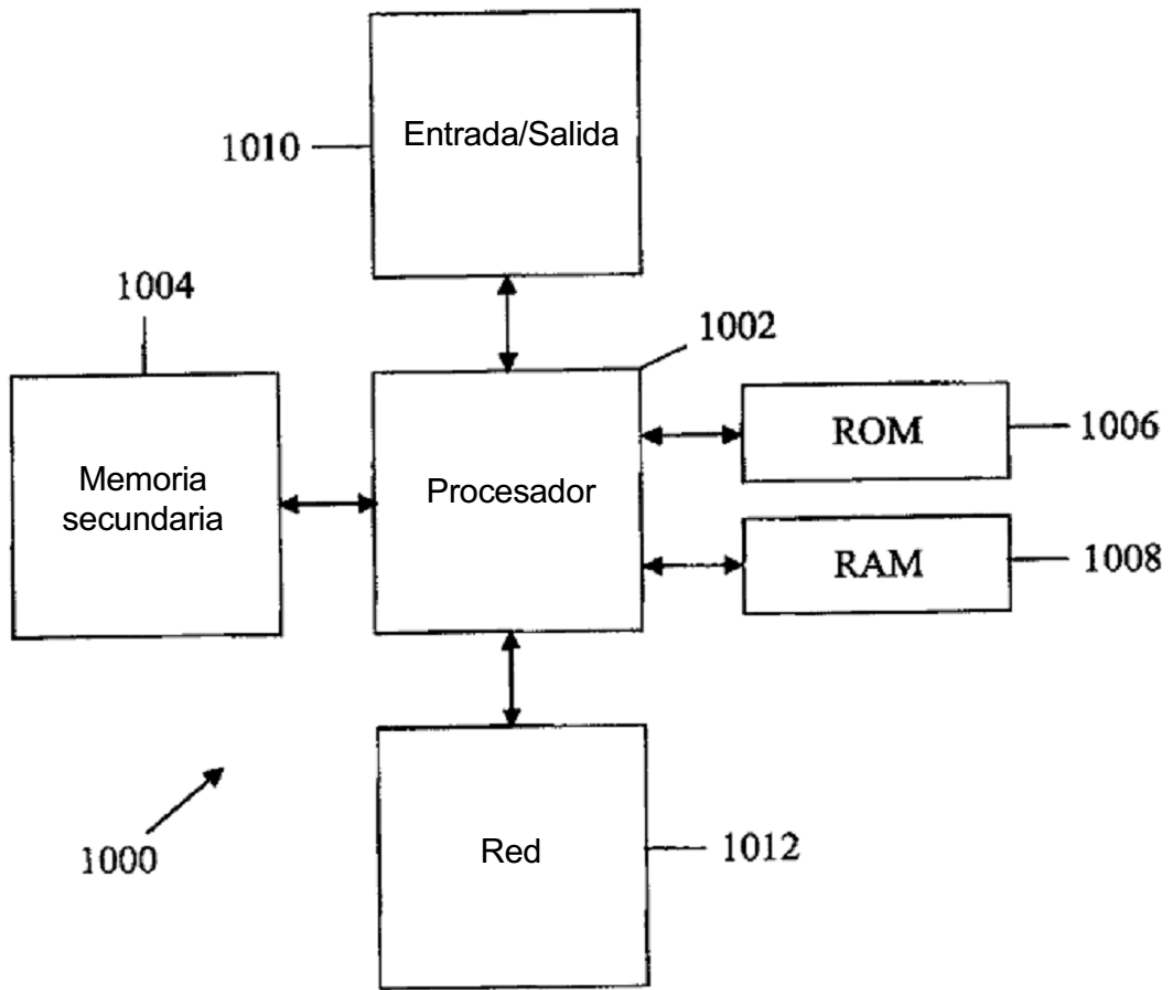 Entrada/Salida
1010
1004
1002
Memoria
secundaria
Procesador
ROM
1006
RAM
1008
1000
Red
1012